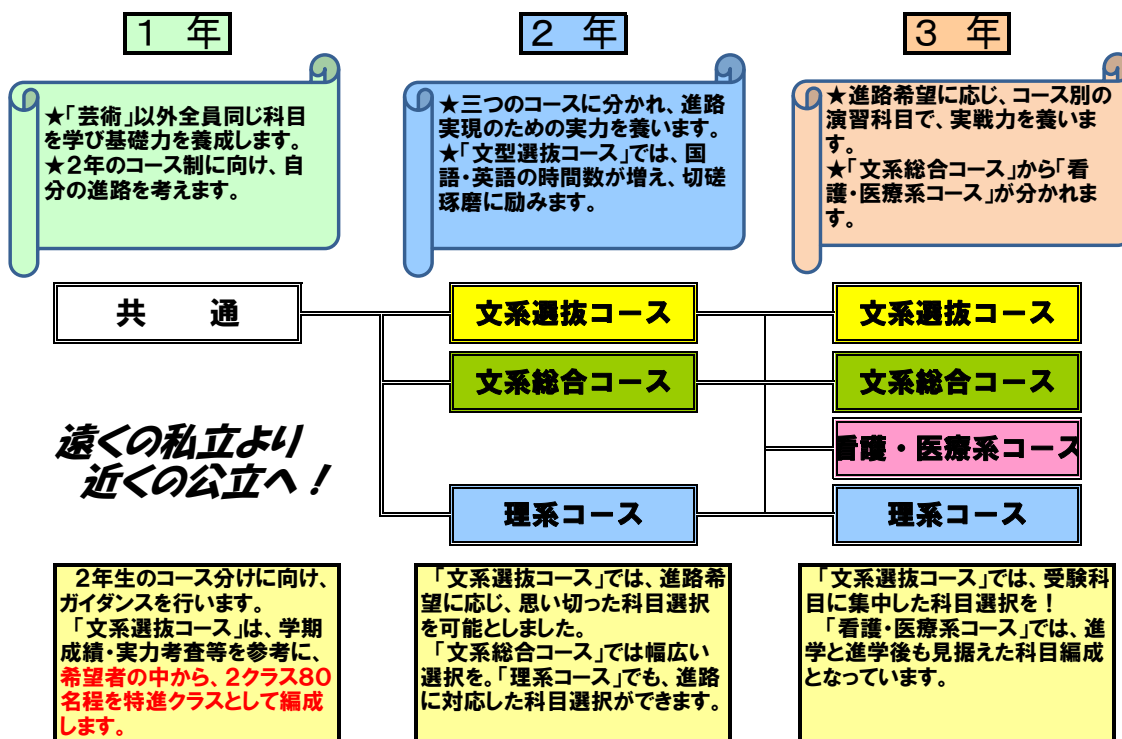 1 年
★「芸術」以外全員同じ科目
を学び基礎力を養成します。
★2年のコース制に向け、自
分の進路を考えます。
2 年
★三つのコースに分かれ、進路
実現のための実力を養います。
★「文型選抜コース」では、国
語・英語の時間数が増え、切磋
琢磨に励みます。
3 年
★進路希望に応じ、コース別の
演習科目で、実戦力を養いま
す。
★「文系総合コース」から「看
護・医療系コース」が分かれま
す。
共 通
文系選抜コース
文系選抜コース
文系総合コース
文系総合コース
看護・医療系コース
理系コース
理系コース
遠くの私立より
近くの公立へ!
2年生のコース分けに向け、
ガイダンスを行います。
「文系選抜コース」は、学期
成績・実力考査等を参考に、
希望者の中から、2クラス80
名程を特進クラスとして編成
します。
「文系選抜コース」では、進路希
望に応じ、思い切った科目選択
を可能としました。
「文系総合コース」では幅広い
選択を。「理系コース」でも、進路
に対応した科目選択ができます。
「文系選抜コース」では、受験科
目に集中した科目選択を!
「看護・医療系コース」では、進
学と進学後も見据えた科目編成
となっています。